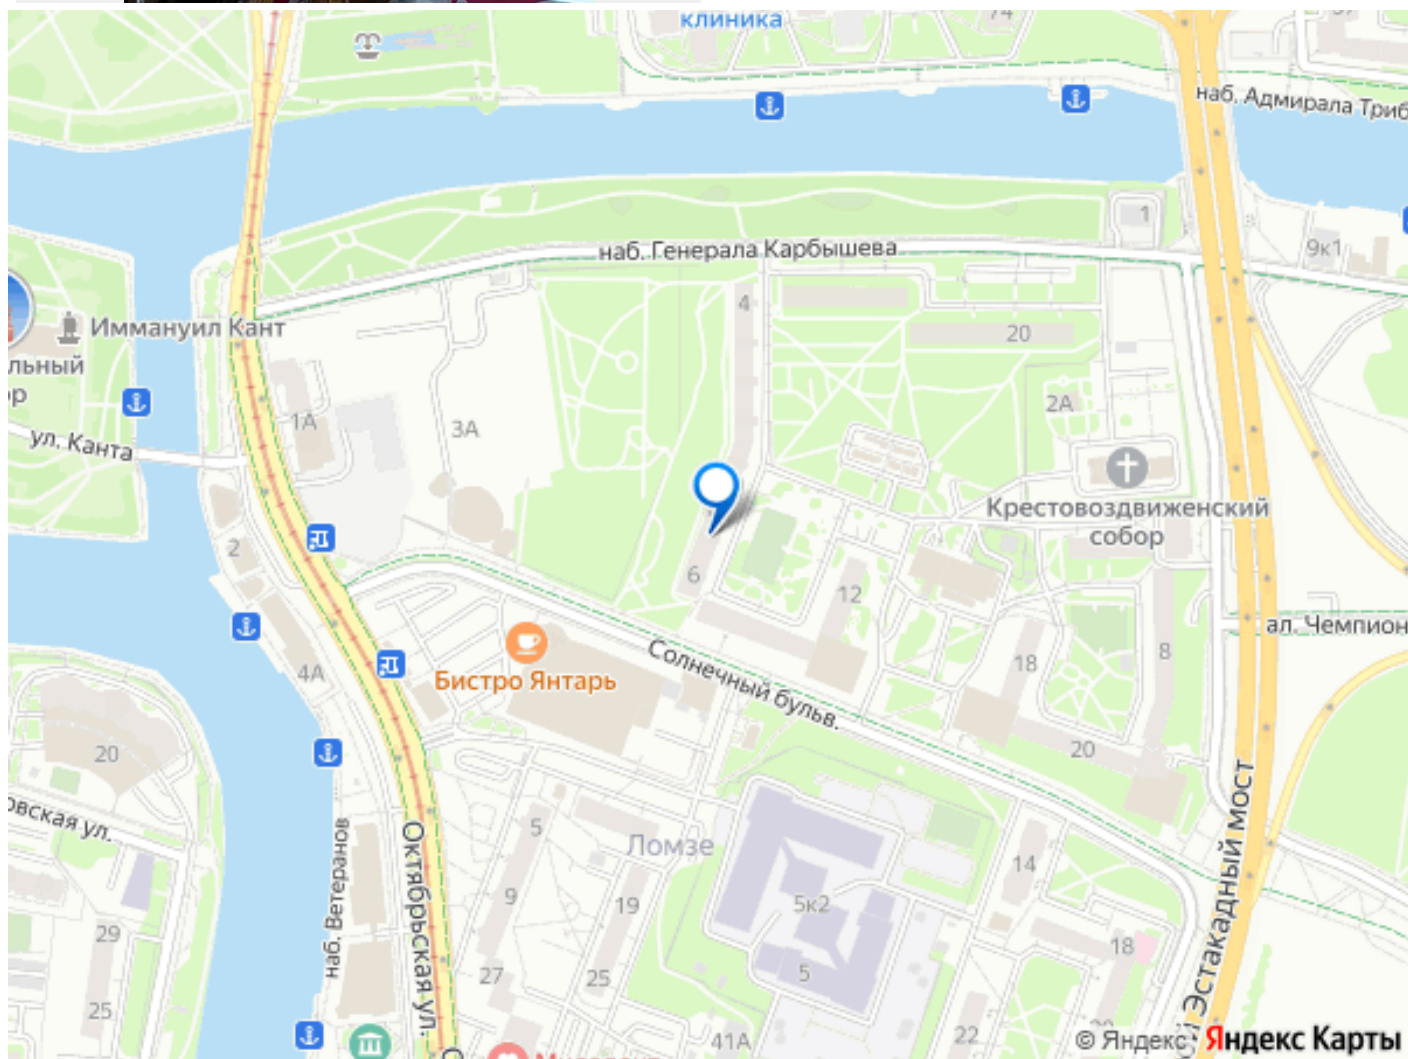 клиника
74
наб. Адмирала Триб
1
9к1
наб. Генерала Карбышева
4
20
Иммануил Кант
льный
ор
1А
3А
2А
ул. Канта
Крестовоздвиженский
собор
2
6
12
ал. Чемпион
Солнечный бульв.
18
8
4А
Бистро Янтарь
20
20
овская ул.
5
Ломзе
14
наб. Ветеранов
Октябрьская ул.
9
19
5к2
Эстакадный мост
29
18
27
25
5
25
22
41А
© Яндекс
Яндекс Карты